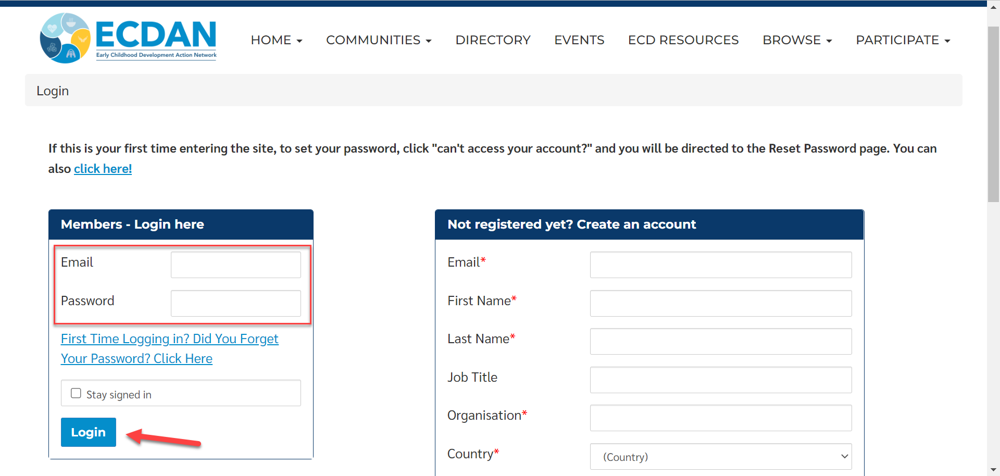 ECDAN
Early Childhood Development Action Network
HOME COMMUNITIES DIRECTORY EVENTS ECD RESOURCES BROWSE PARTICIPATE
Login
If this is your first time entering the site, to set your password, click "can't access your account?" and you will be directed to the Reset Password page. You can
also click here!
Members - Login here
Email
Password
First Time Logging in? Did You Forget
Your Password? Click Here
Stay signed in
Login
Not registered yet? Create an account
Email*
First Name*
Last Name*
Job Title
Organisation*
Country*
(Country)